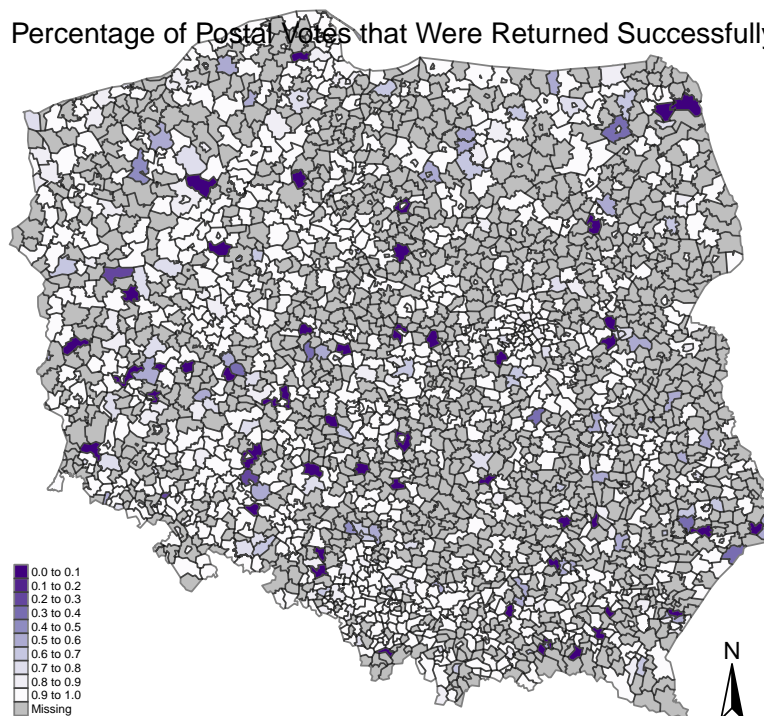 Percentage of Postal Votes that Were Returned Successfully
0.0 to 0.1
0.1 to 0.2
0.2 to 0.3
0.3 to 0.4
0.4 to 0.5
0.5 to 0.6
0.6 to 0.7
0.7 to 0.8
0.8 to 0.9
0.9 to 1.0
Missing
N